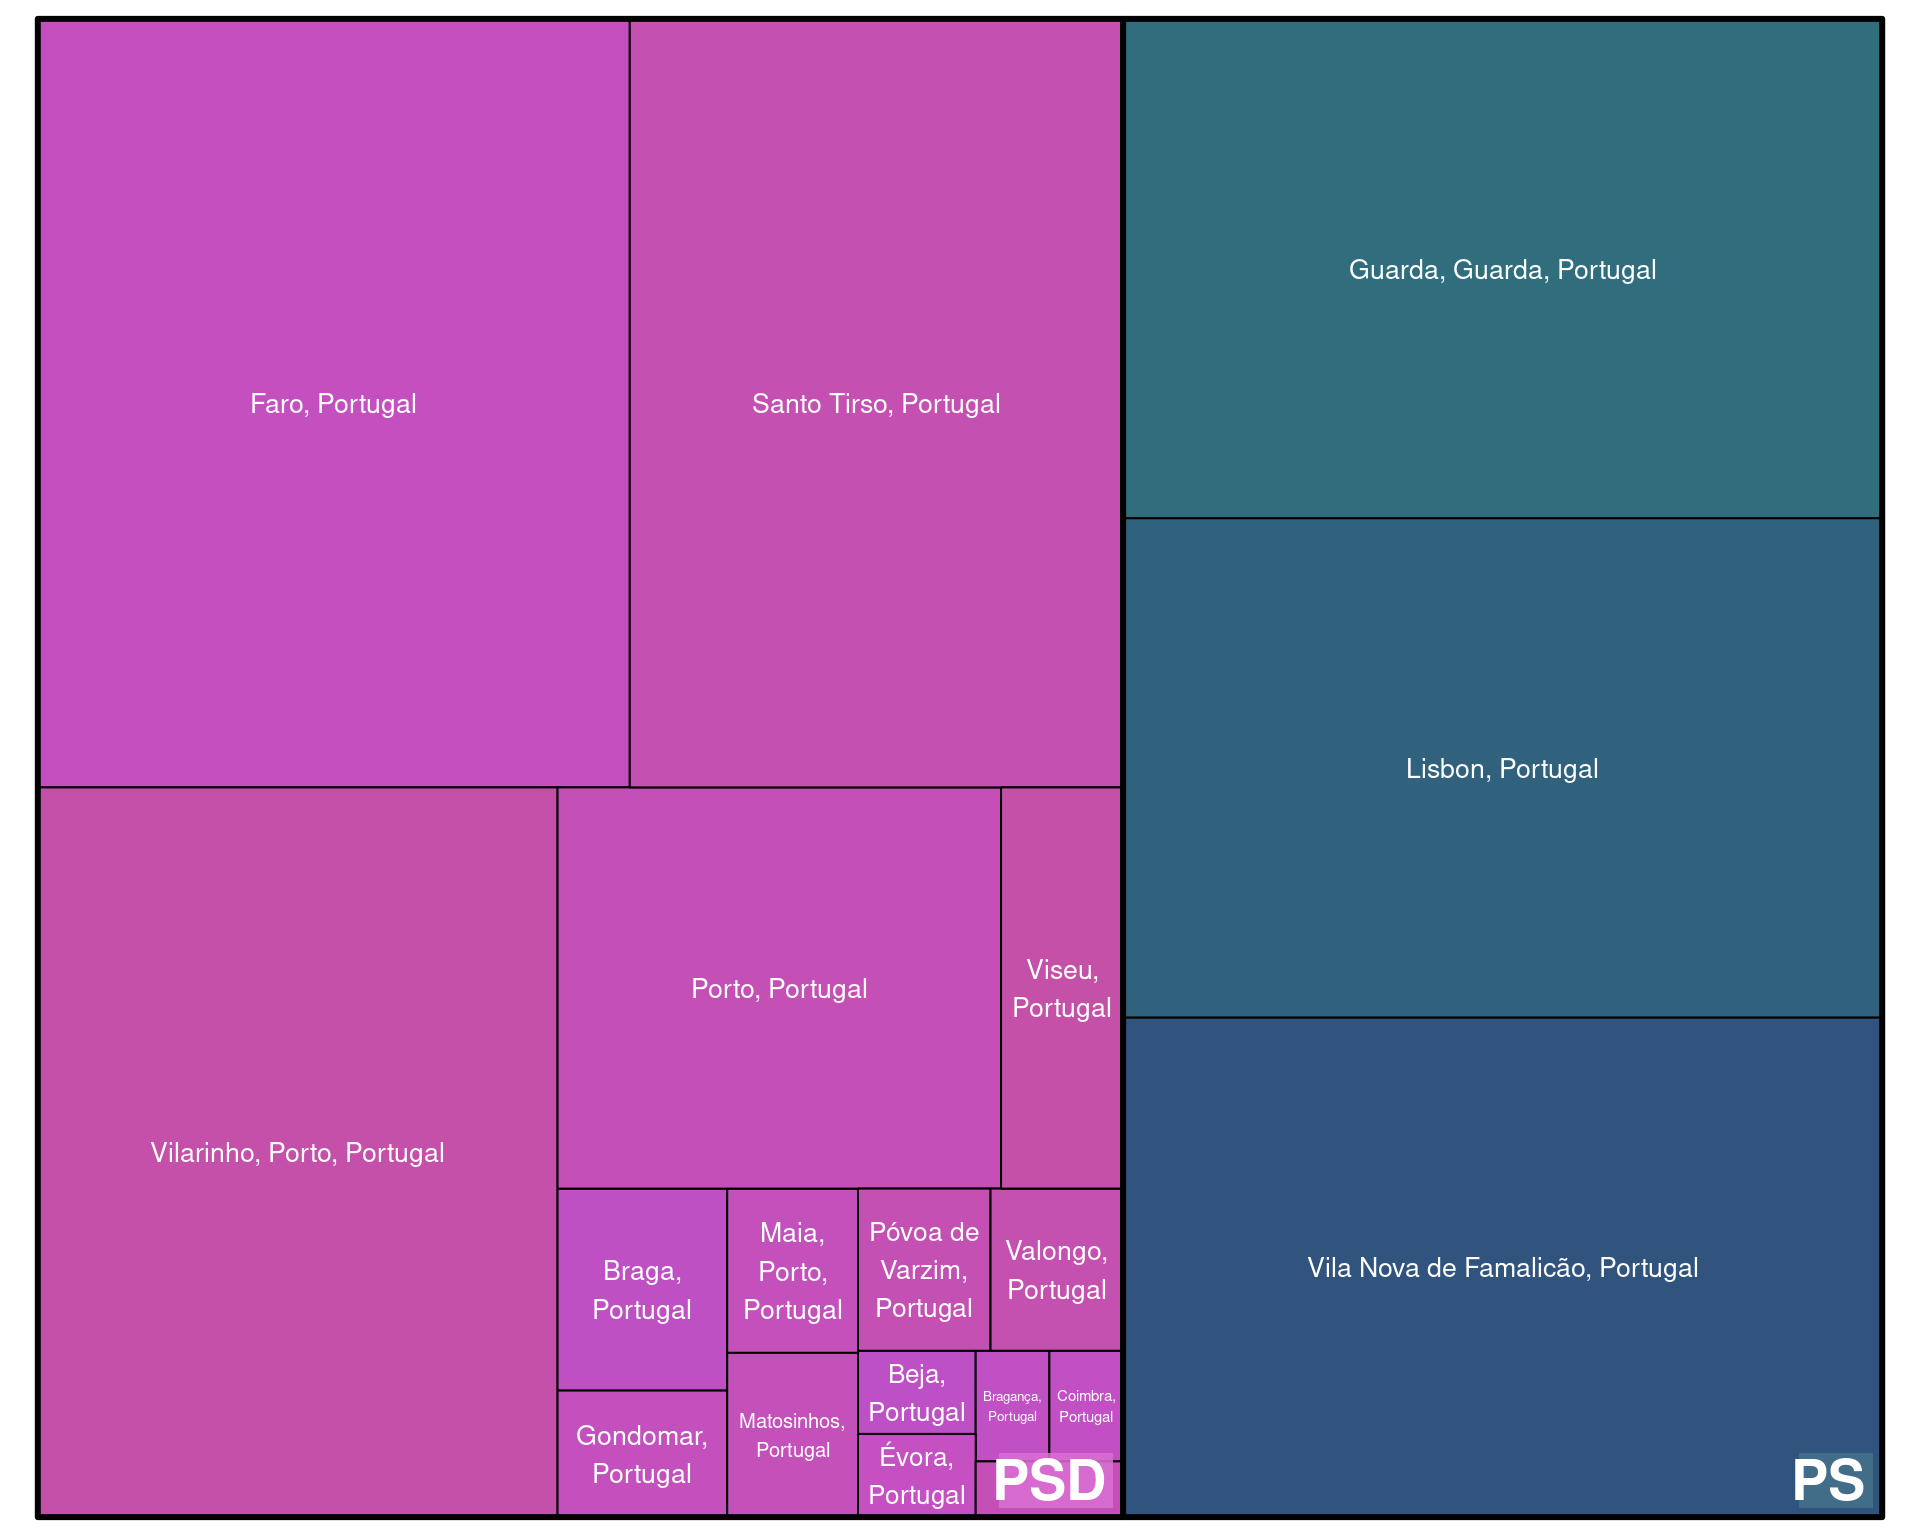 Faro, Portugal
Santo Tirso, Portugal
Guarda, Guarda, Portugal
Lisbon, Portugal
Vilarinho, Porto, Portugal
Porto, Portugal
Viseu,
Portugal
Vila Nova de Famalicão, Portugal
Braga,
Portugal
Maia,
Porto,
Portugal
Póvoa de
Varzim,
Portugal
Valongo,
Portugal
Gondomar,
Portugal
Matosinhos,
Portugal
Beja,
Portugal
Bragança,
Portugal
Coimbra,
Portugal
Évora,
Portugal
PSD
PS